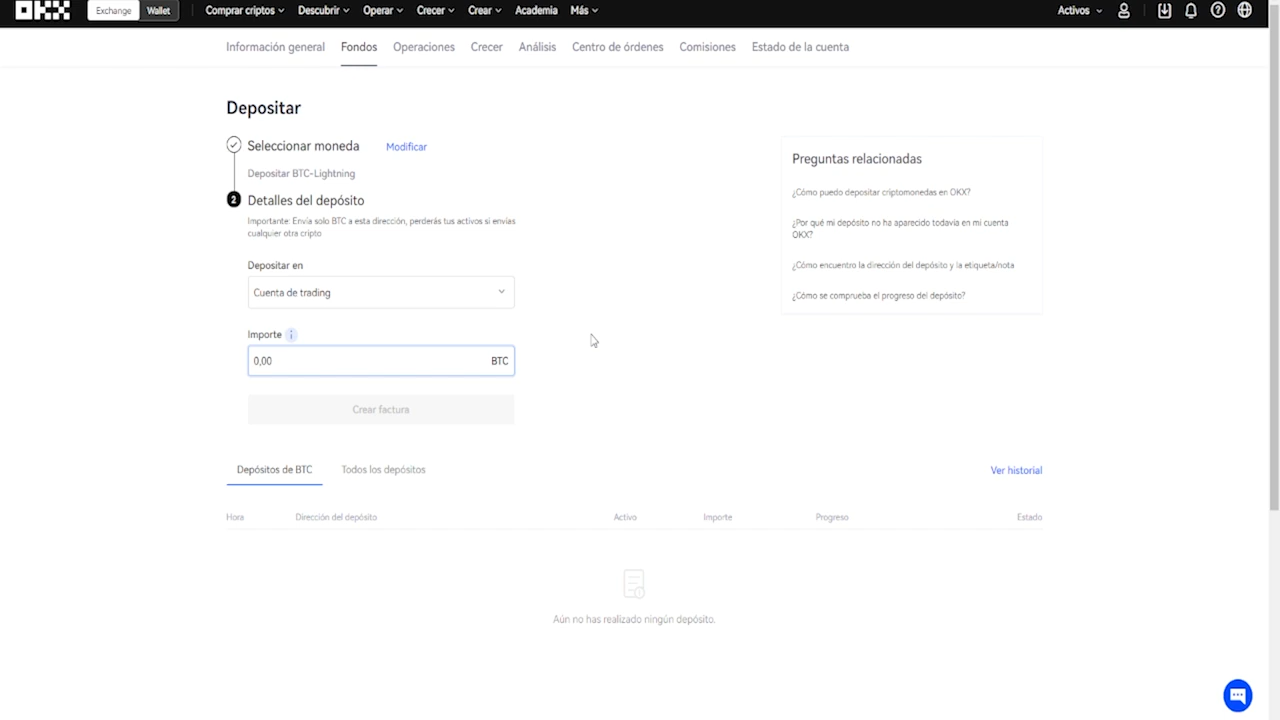 OKX Exchange Wallet Comprar criptos Descubrir Operar Crecer Crear Academia Más Activos
Información general Fondos Operaciones Crecer Análisis Centro de órdenes Comisiones Estado de la cuenta
Depositar
Seleccionar moneda Modificar
Depositar BTC-Lightning
2 Detalles del depósito
Importante: Envía solo BTC a esta dirección, perderás tus activos si envías
cualquier otra cripto
Depositar en
Cuenta de trading
Importe i
0,00 BTC
Crear factura
Preguntas relacionadas
¿Cómo puedo depositar criptomonedas en OKX?
¿Por qué mi depósito no ha aparecido todavía en mi cuenta
OKX?
¿Cómo encuentro la dirección del depósito y la etiqueta/nota
¿Cómo se comprueba el progreso del depósito?
Depósitos de BTC Todos los depósitos Ver historial
Hora Dirección del depósito Activo Importe Progreso Estado
Aún no has realizado ningún depósito.